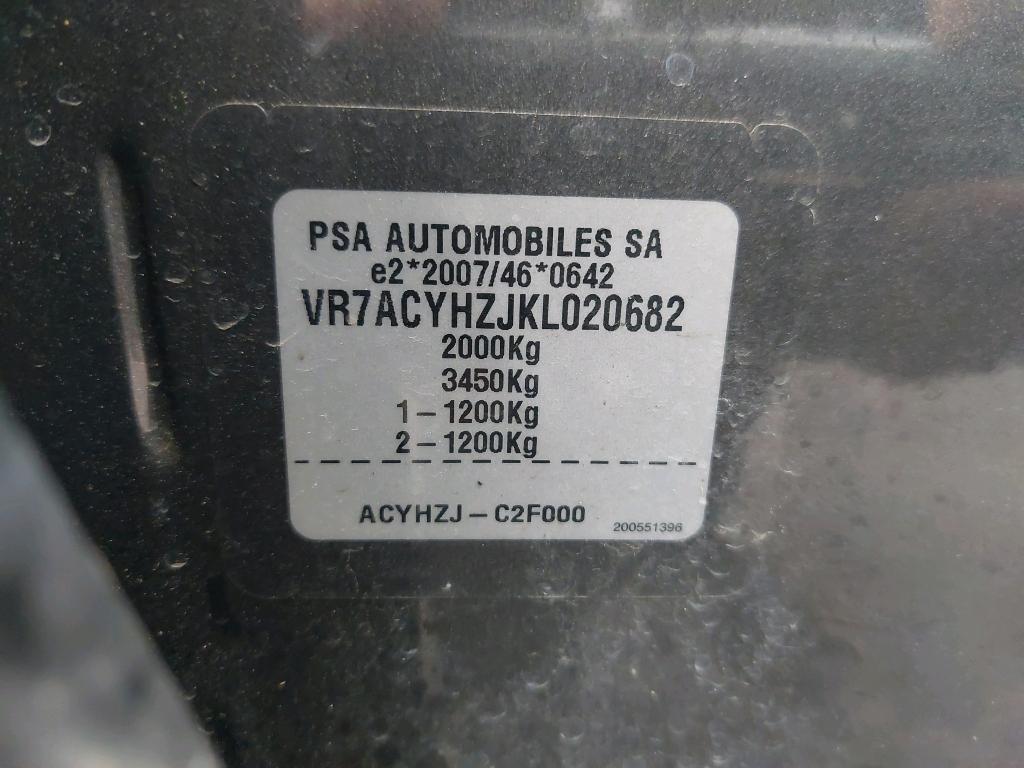 PSA AUTOMOBILES SA
e2*2007/46*0642
VR7ACYHZJKL020682
2000Kg
3450Kg
1-1200Kg
2-1200Kg
ACYHZJ-C2F000
200551396